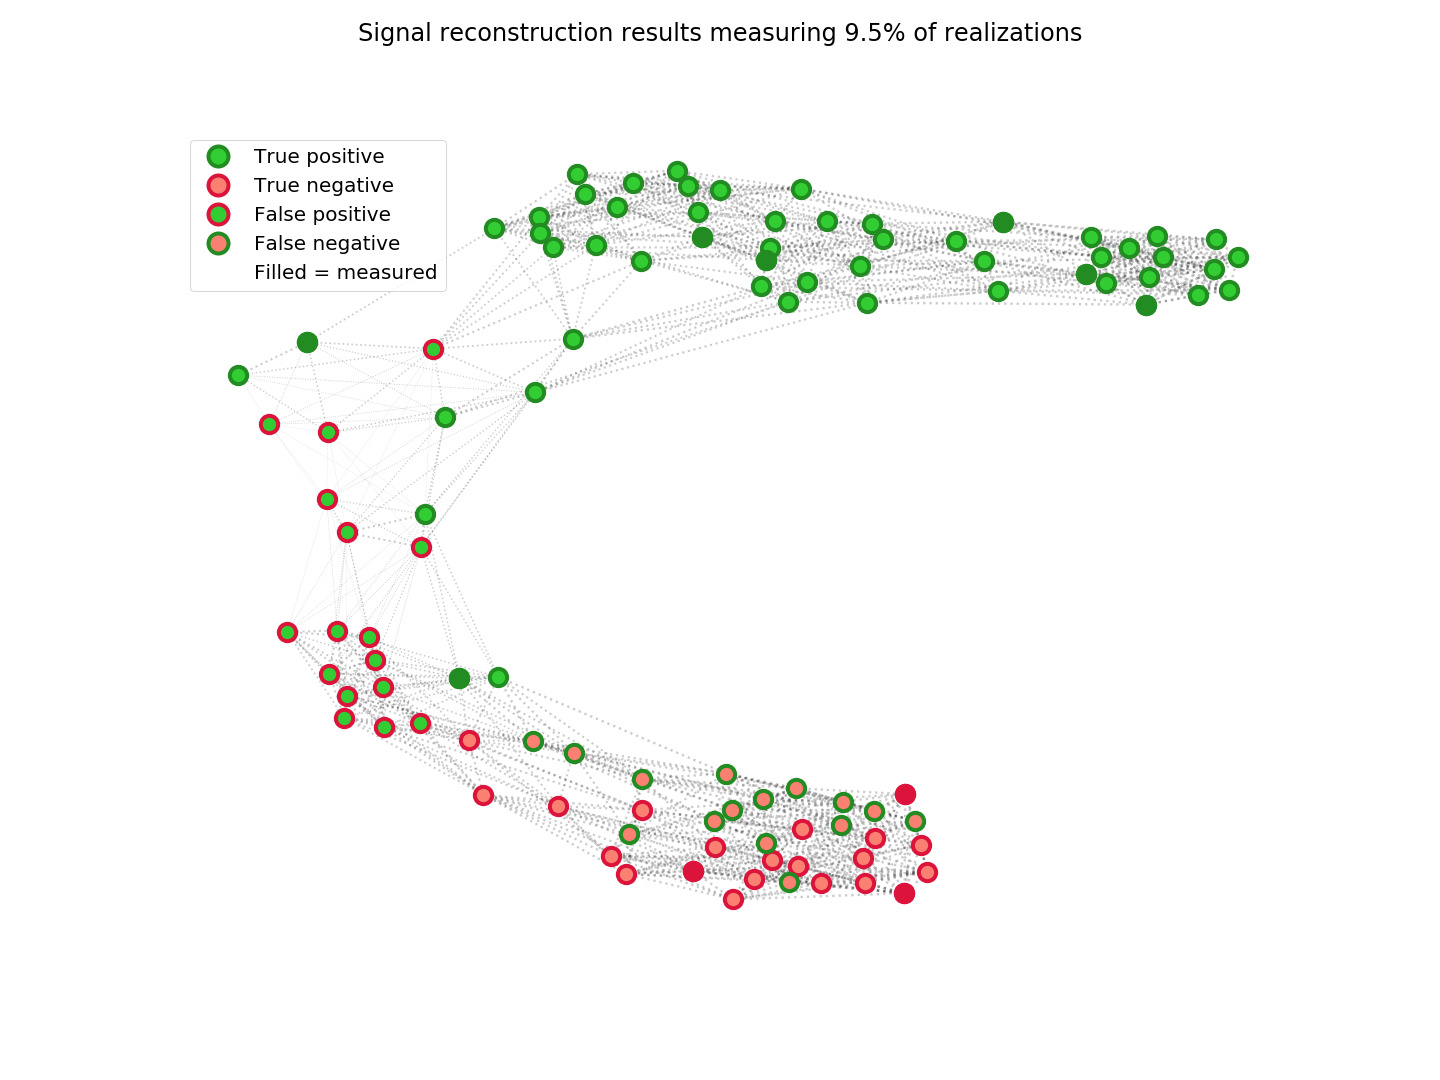 Signal reconstruction results measuring 9.5% of realizations
True positive
True negative
False positive
False negative
Filled = measured